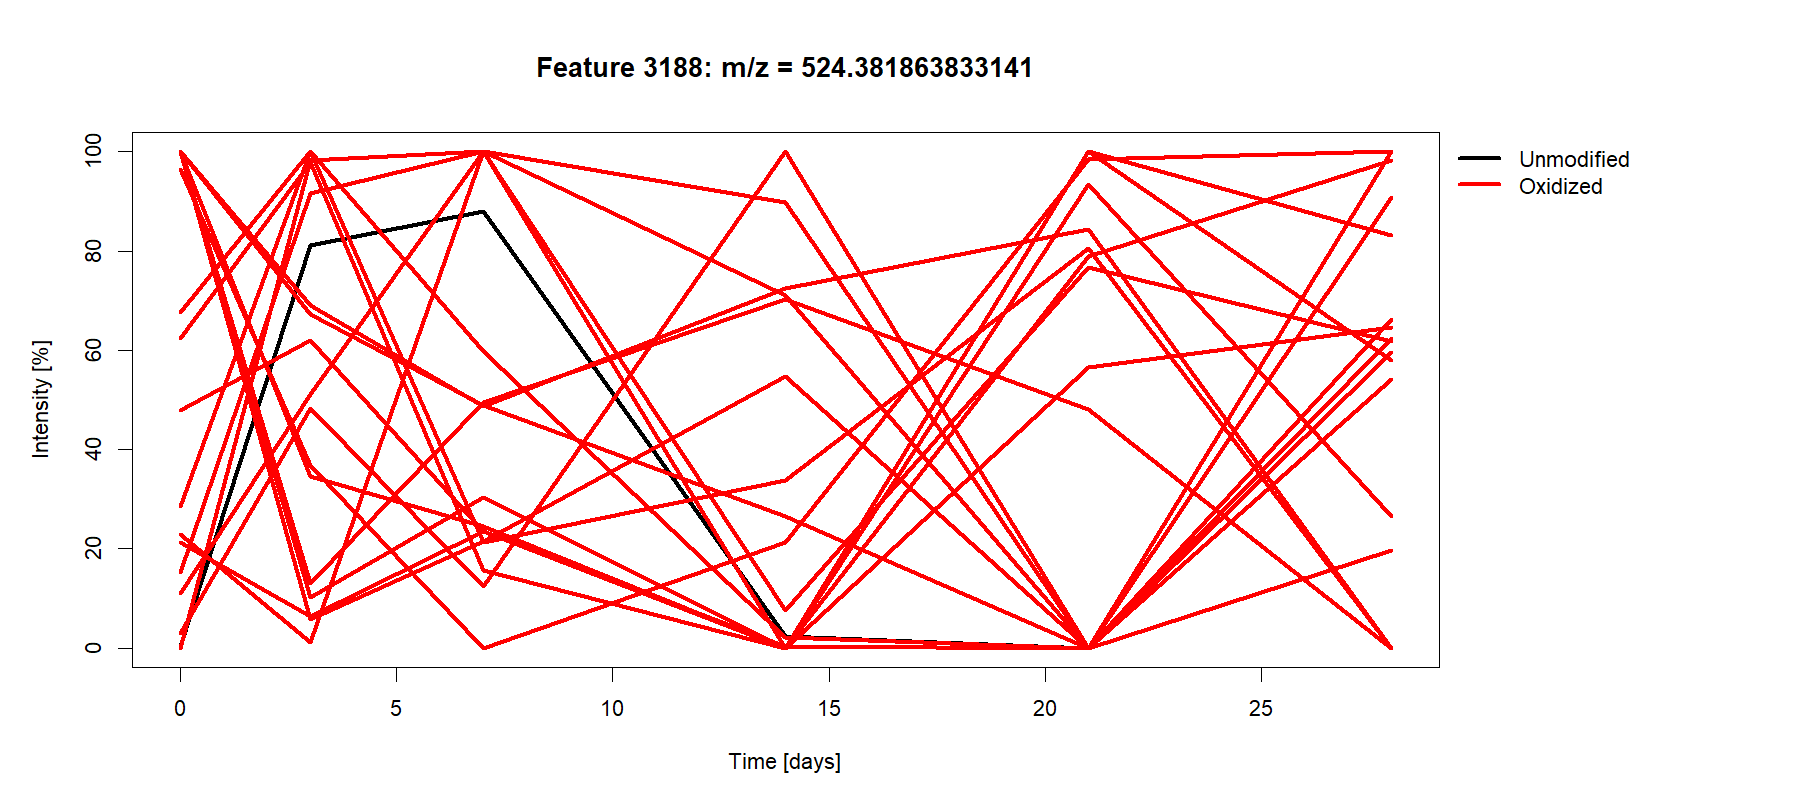 Feature 3188: m/z = 524.381863833141
Unmodified
Oxidized
Intensity [%]
100
80
60
40
20
0
0 5 10 15 20 25
Time [days]